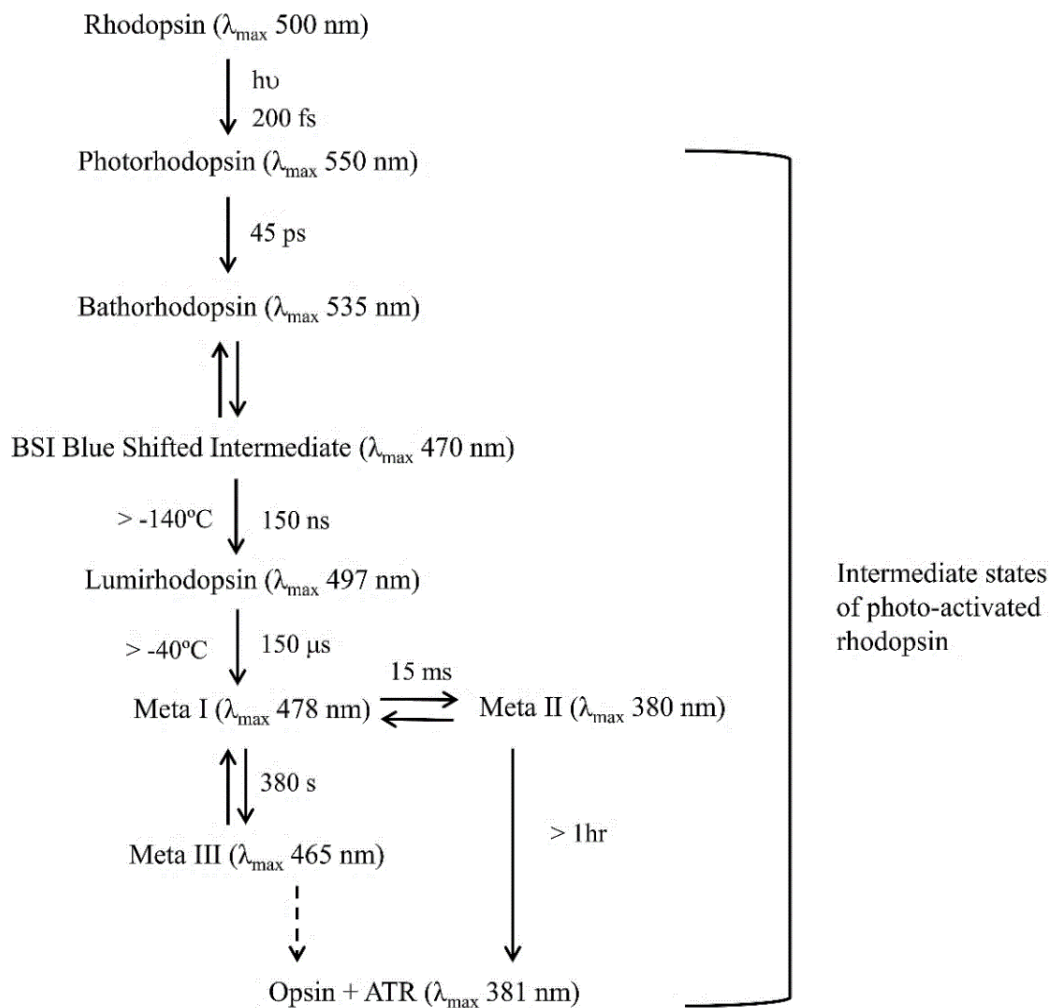 Rhodopsin (λmax 500 nm)
hυ
200 fs
Photorhodopsin (λmax 550 nm)
45 ps
Bathorhodopsin (λmax 535 nm)
BSI Blue Shifted Intermediate (λmax 470 nm)
> -140ºC
150 ns
Lumirhodopsin (λmax 497 nm)
> -40ºC
150 μs
15 ms
Meta I (λmax 478 nm)
Meta II (λmax 380 nm)
380 s
> 1hr
Meta III (λmax 465 nm)
Opsin + ATR (λmax 381 nm)
Intermediate states
of photo-activated
rhodopsin